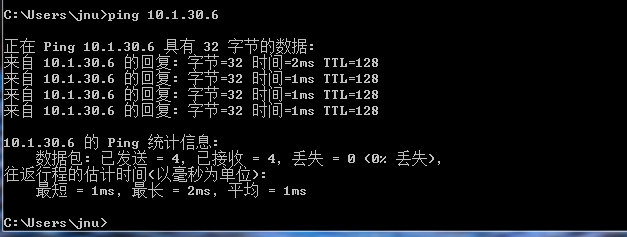 C:\Users\jnu>ping 10.1.30.6
正在 Ping 10.1.30.6 具有 32 字节的数据:
来自 10.1.30.6 的回复: 字节=32 时间=2ms TTL=128
来自 10.1.30.6 的回复: 字节=32 时间=1ms TTL=128
来自 10.1.30.6 的回复: 字节=32 时间=1ms TTL=128
来自 10.1.30.6 的回复: 字节=32 时间=1ms TTL=128
10.1.30.6 的 Ping 统计信息:
数据包: 已发送 = 4, 已接收 = 4, 丢失 = 0 (0% 丢失),
往返行程的估计时间(以毫秒为单位):
最短 = 1ms, 最长 = 2ms, 平均 = 1ms
C:\Users\jnu>